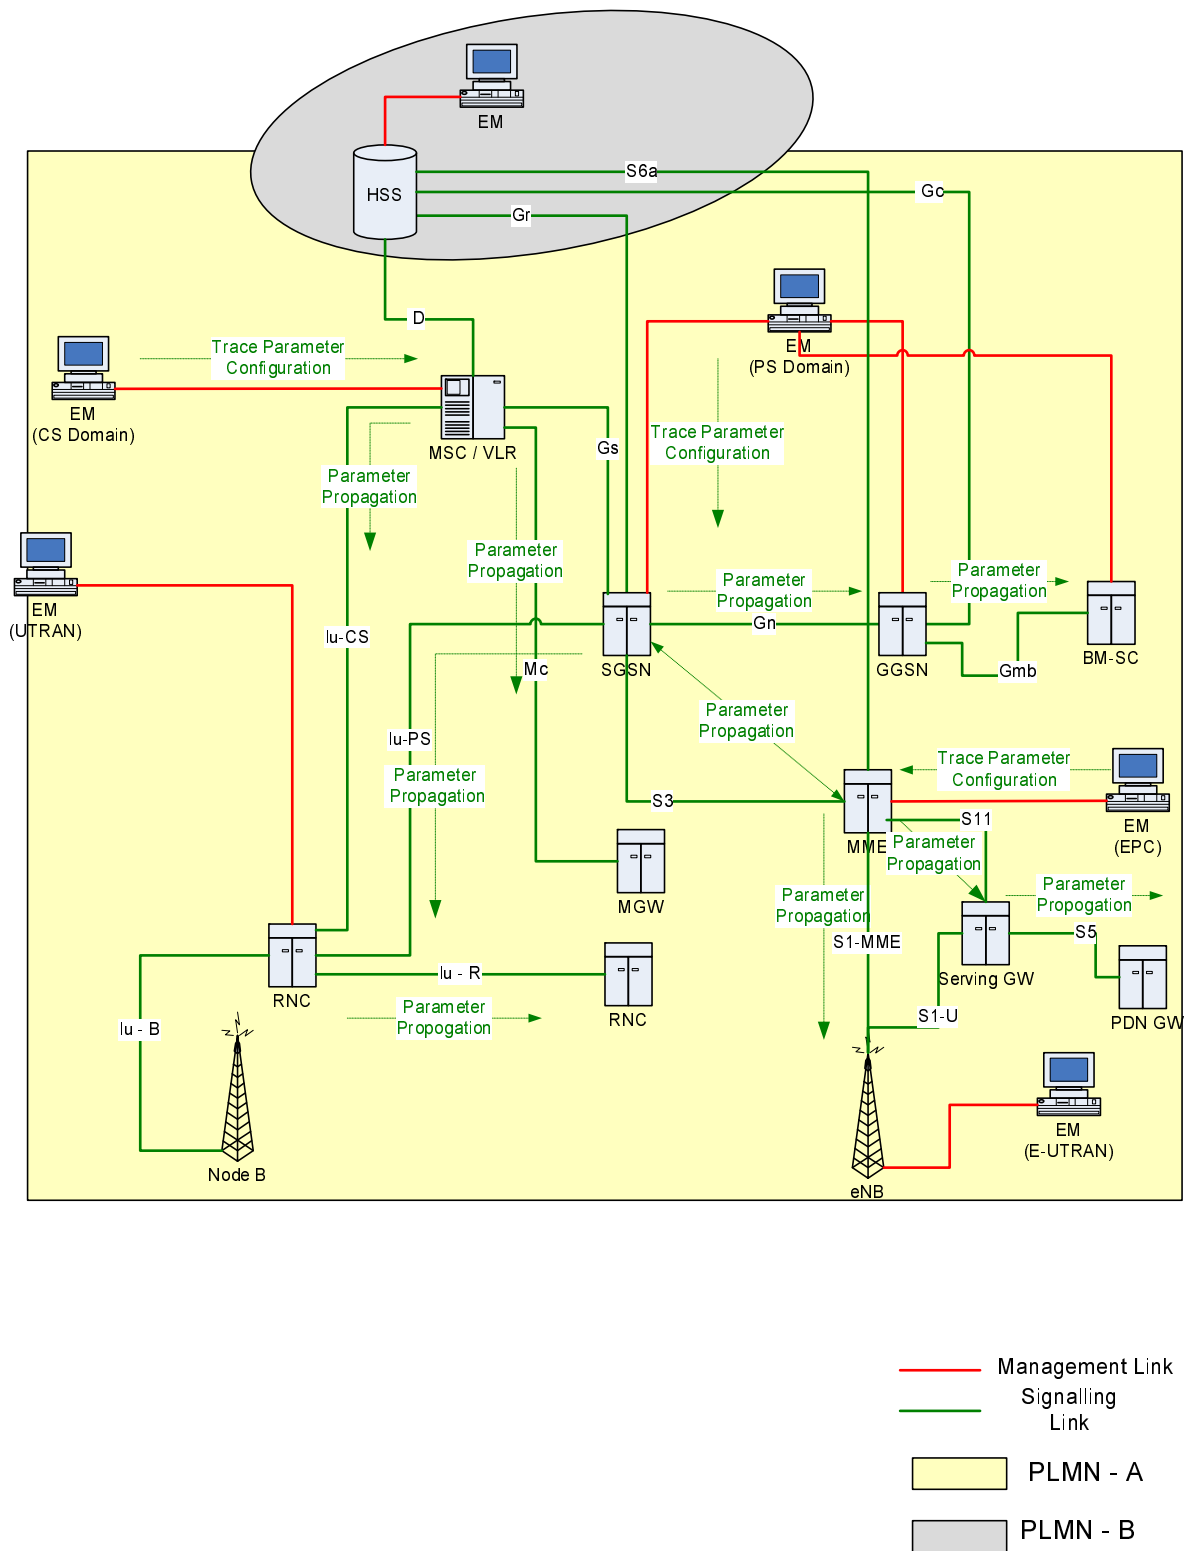 EM
HSS
S6a
Gc
Gr
D
Trace Parameter
Configuration
EM
(CS Domain)
MSC / VLR
EM
(PS Domain)
Gs
Trace Parameter
Configuration
Parameter
Propagation
Parameter
Propagation
EM
(UTRAN)
Iu-CS
Mc
SGSN
Parameter
Propagation
Gn
GGSN
Parameter
Propagation
Gmb
BM-SC
Iu-PS
Parameter
Propagation
Parameter
Propagation
S3
MME
Trace Parameter
Configuration
EM
(EPC)
S11
Parameter
Propagation
MGW
Parameter
Propagation
Parameter
Propogation
S1-MME
S5
Serving GW
PDN GW
S1-U
RNC
Iu - R
RNC
Parameter
Propogation
Iu - B
Node B
eNB
EM
(E-UTRAN)
Management Link
Signalling
Link
PLMN - A
PLMN - B